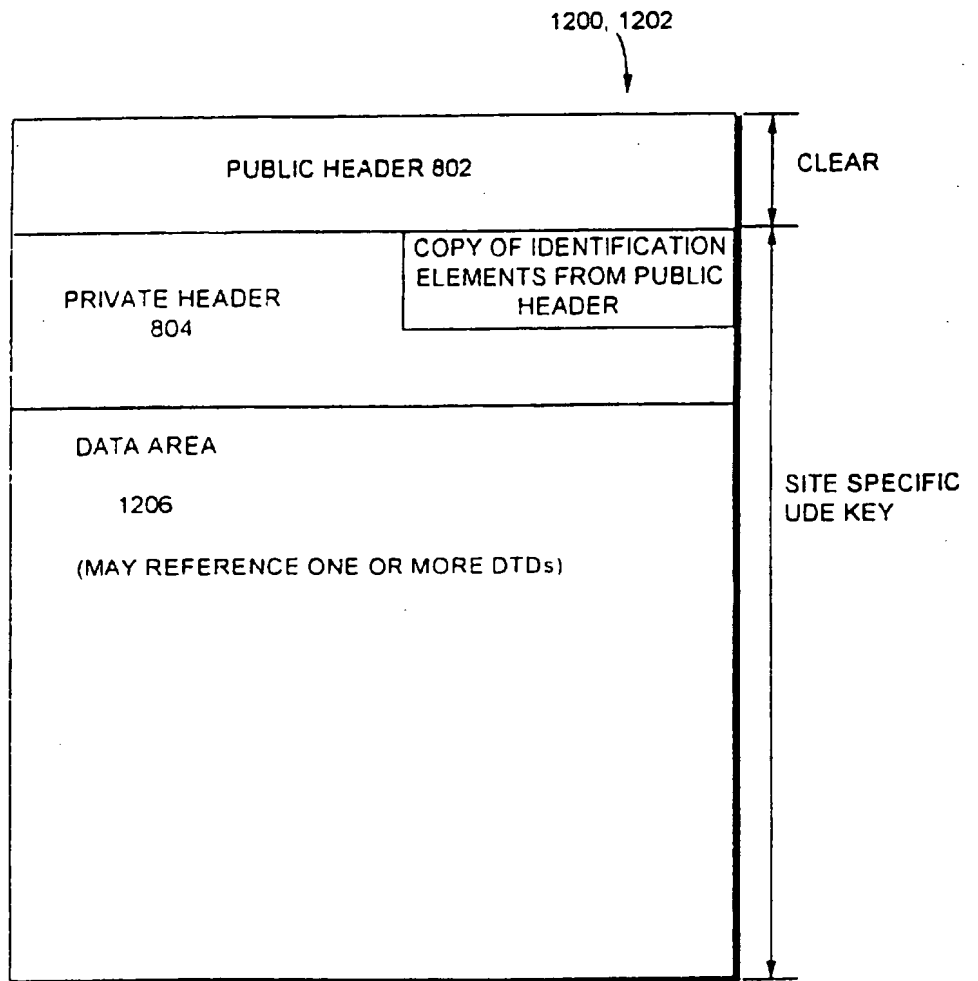 1200, 1202
PUBLIC HEADER 802
CLEAR
COPY OF IDENTIFICATION
ELEMENTS FROM PUBLIC
HEADER
PRIVATE HEADER
804
DATA AREA
1206
(MAY REFERENCE ONE OR MORE DTDs)
SITE SPECIFIC
UDE KEY